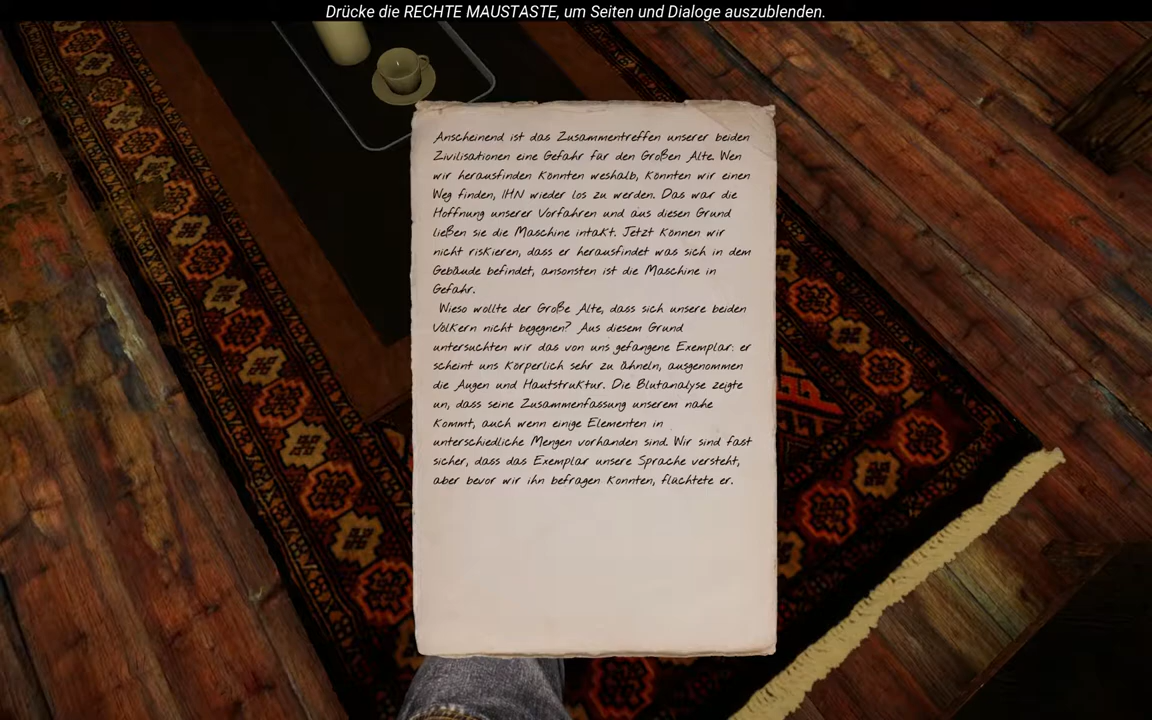 Drücke die RECHTE MAUSTASTE, um Seiten und Dialoge auszublenden.
Anscheinend ist das Zusammentreffen unserer beiden
Zivilisationen eine Gefahr für den Großen Alte. Wen
wir herausfinden könnten weshalb, könnten wir einen
Weg finden, IHN wieder los zu werden. Das war die
Hoffnung unserer Vorfahren und aus diesen Grund
ließen sie die Maschine intakt. Jetzt können wir
nicht riskieren, dass er herausfindet was sich in dem
Gebäude befindet, ansonsten ist die Maschine in
Gefahr.
Wieso wollte der Große Alte, dass sich unsere beiden
Völkern nicht begegnen? Aus diesem Grund
untersuchten wir das von uns gefangene Exemplar: er
scheint uns körperlich sehr zu ähneln, ausgenommen
die Augen und Hautstruktur. Die Blutanalyse zeigte
un, dass seine Zusammenfassung unserem nahe
kommt, auch wenn einige Elementen in
unterschiedliche Mengen vorhanden sind. Wir sind fast
sicher, dass das Exemplar unsere Sprache versteht,
aber bevor wir ihn befragen konnten, flüchtete er.